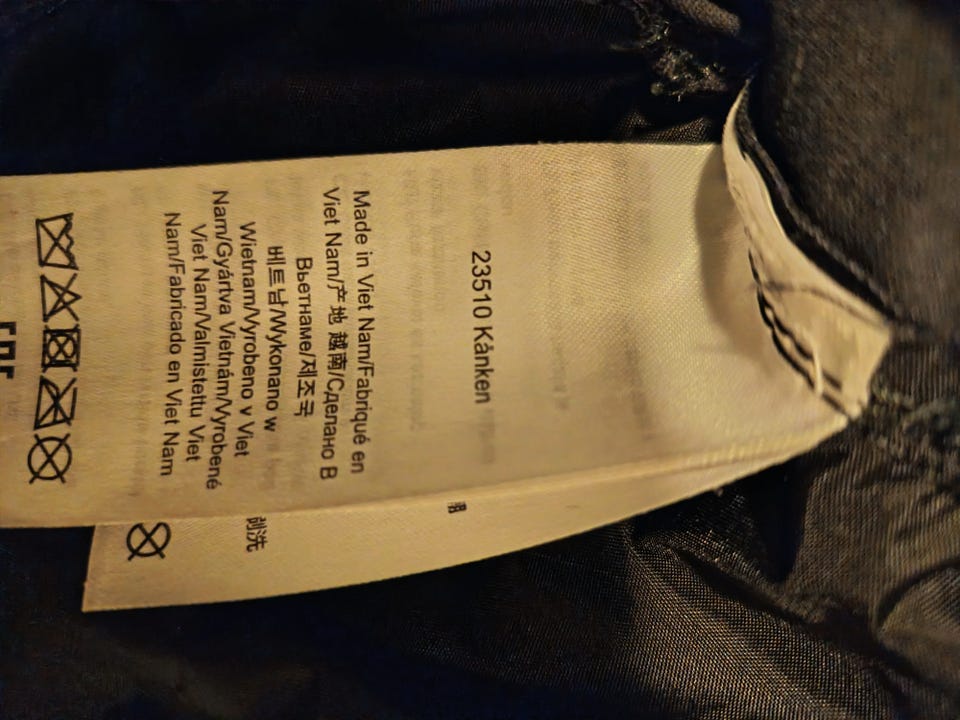 23510 Kånken
Made in Viet Nam/Fabriqué en
Viet Nam/产地 越南/Сделано В
Вьетнаме/제조국
베트남/Wykonano w
Wietnam/Vyrobeno v Viet
Nam/Gyártva Vietnám/Vyrobené
Viet Nam/Valmistettu Viet
Nam/Fabricado en Viet Nam
洗